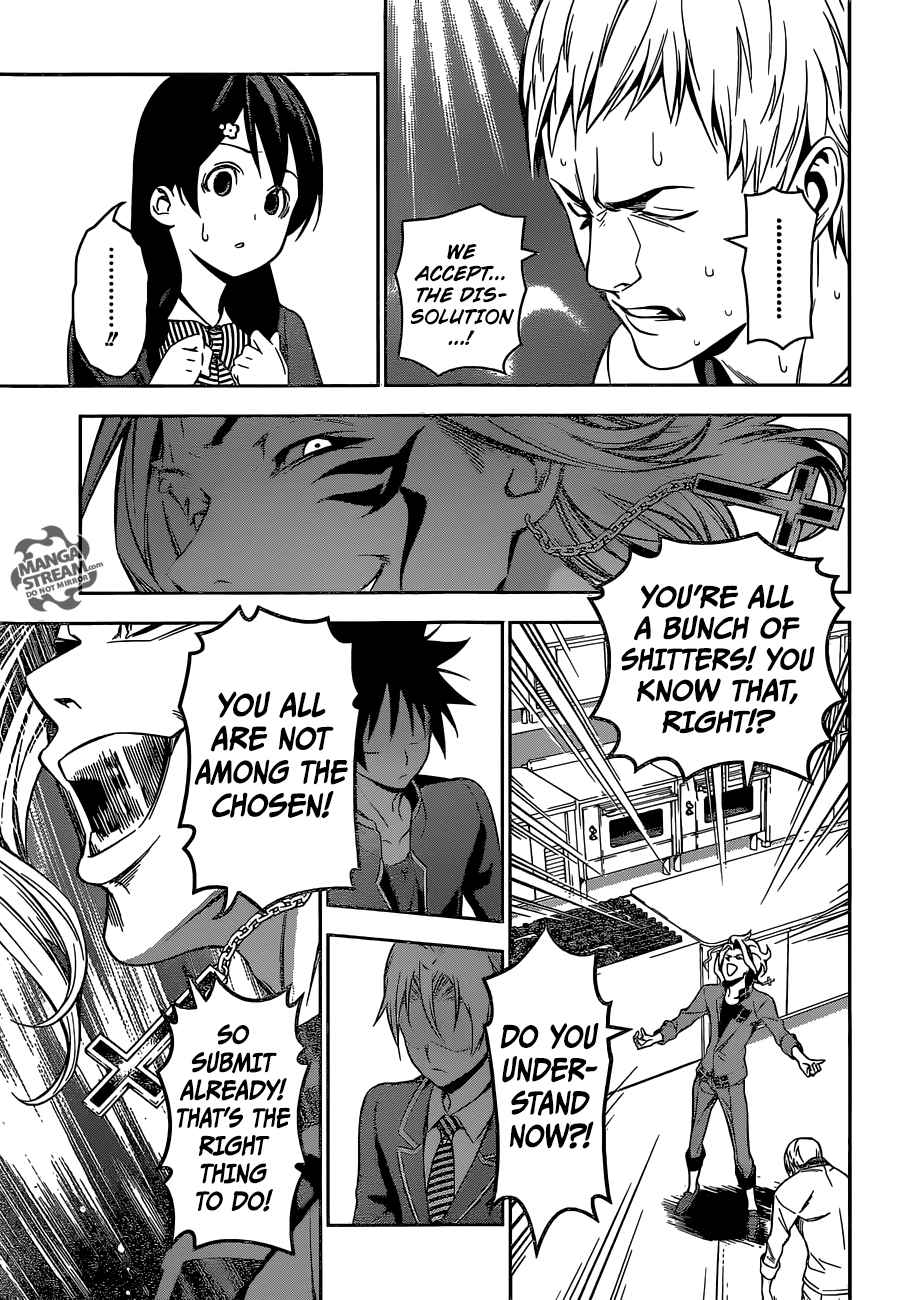 ..........
WE
ACCEPT...
THE DIS-
SOLUTION
...!
..........!!
MANGA
STREAM.com
DO NOT MIRROR!
YOU'RE ALL
A BUNCH OF
SHITTERS! YOU
KNOW THAT,
RIGHT!?
DO YOU
UNDER-
STAND
NOW?!
YOU ALL
ARE NOT
AMONG THE
CHOSEN!
SO
SUBMIT
ALREADY!
THAT'S THE
RIGHT
THING
TO DO!